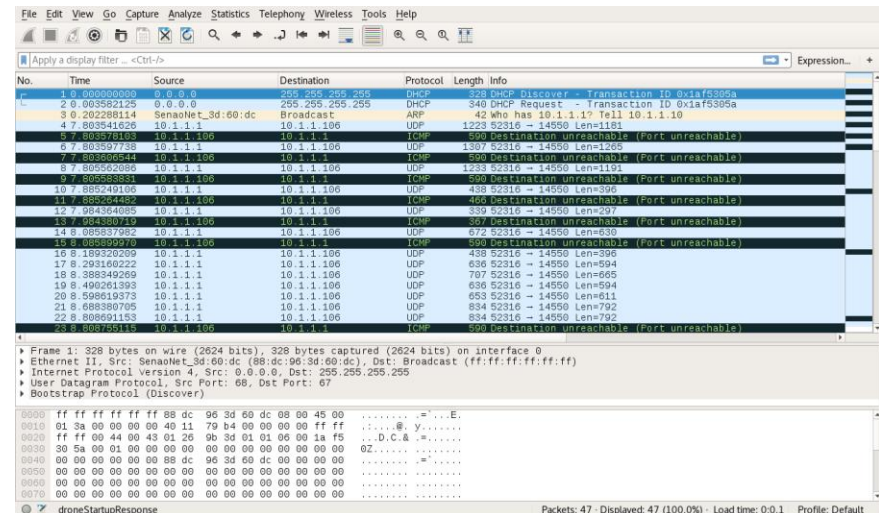 File Edit View Go Capture Analyze Statistics Telephony Wireless Tools Help
Apply a display filter ... <Ctrl-/> Expression... +
No. Time Source Destination Protocol Length Info
1 0.000000000 0.0.0.0 255.255.255.255 DHCP 328 DHCP Discover - Transaction ID 0x1af5305a
2 0.003582125 0.0.0.0 255.255.255.255 DHCP 340 DHCP Request - Transaction ID 0x1af5305a
3 0.202288114 SenaoNet_3d:60:dc Broadcast ARP 42 Who has 10.1.1.1? Tell 10.1.1.10
4 7.803541626 10.1.1.1 10.1.1.106 UDP 1223 52316 → 14550 Len=1181
5 7.803578103 10.1.1.106 10.1.1.1 ICMP 590 Destination unreachable (Port unreachable)
6 7.803597738 10.1.1.1 10.1.1.106 UDP 1307 52316 → 14550 Len=1265
7 7.803606544 10.1.1.106 10.1.1.1 ICMP 590 Destination unreachable (Port unreachable)
8 7.805562086 10.1.1.1 10.1.1.106 UDP 1233 52316 → 14550 Len=1191
9 7.805583831 10.1.1.106 10.1.1.1 ICMP 590 Destination unreachable (Port unreachable)
10 7.885249106 10.1.1.1 10.1.1.106 UDP 438 52316 → 14550 Len=396
11 7.885264482 10.1.1.106 10.1.1.1 ICMP 466 Destination unreachable (Port unreachable)
12 7.984364085 10.1.1.1 10.1.1.106 UDP 339 52316 → 14550 Len=297
13 7.984380719 10.1.1.106 10.1.1.1 ICMP 367 Destination unreachable (Port unreachable)
14 8.085837982 10.1.1.1 10.1.1.106 UDP 672 52316 → 14550 Len=630
15 8.085899970 10.1.1.106 10.1.1.1 ICMP 590 Destination unreachable (Port unreachable)
16 8.189320209 10.1.1.1 10.1.1.106 UDP 438 52316 → 14550 Len=396
17 8.293160222 10.1.1.1 10.1.1.106 UDP 636 52316 → 14550 Len=594
18 8.388349269 10.1.1.1 10.1.1.106 UDP 707 52316 → 14550 Len=665
19 8.490261393 10.1.1.1 10.1.1.106 UDP 636 52316 → 14550 Len=594
20 8.598619373 10.1.1.1 10.1.1.106 UDP 653 52316 → 14550 Len=611
21 8.688380705 10.1.1.1 10.1.1.106 UDP 834 52316 → 14550 Len=792
22 8.808691153 10.1.1.1 10.1.1.106 UDP 834 52316 → 14550 Len=792
23 8.808755115 10.1.1.106 10.1.1.1 ICMP 590 Destination unreachable (Port unreachable)
Frame 1: 328 bytes on wire (2624 bits), 328 bytes captured (2624 bits) on interface 0
Ethernet II, Src: SenaoNet_3d:60:dc (88:dc:96:3d:60:dc), Dst: Broadcast (ff:ff:ff:ff:ff:ff)
Internet Protocol Version 4, Src: 0.0.0.0, Dst: 255.255.255.255
User Datagram Protocol, Src Port: 68, Dst Port: 67
Bootstrap Protocol (Discover)
0000 ff ff ff ff ff ff 88 dc 96 3d 60 dc 08 00 45 00 ........ .=`...E.
0010 01 3a 00 00 00 00 40 11 79 b4 00 00 00 00 ff ff .:....@. y.......
0020 ff ff 00 44 00 43 01 26 9b 3d 01 01 06 00 1a f5 ...D.C.& .=......
0030 30 5a 00 01 00 00 00 00 00 00 00 00 00 00 00 00 0Z...... ........
0040 00 00 00 00 00 00 88 dc 96 3d 60 dc 00 00 00 00 ........ .=`.....
0050 00 00 00 00 00 00 00 00 00 00 00 00 00 00 00 00 ........ ........
0060 00 00 00 00 00 00 00 00 00 00 00 00 00 00 00 00 ........ ........
0070 00 00 00 00 00 00 00 00 00 00 00 00 00 00 00 00 ........ ........
droneStartupResponse Packets: 47 · Displayed: 47 (100.0%) · Load time: 0:0.1 Profile: Default